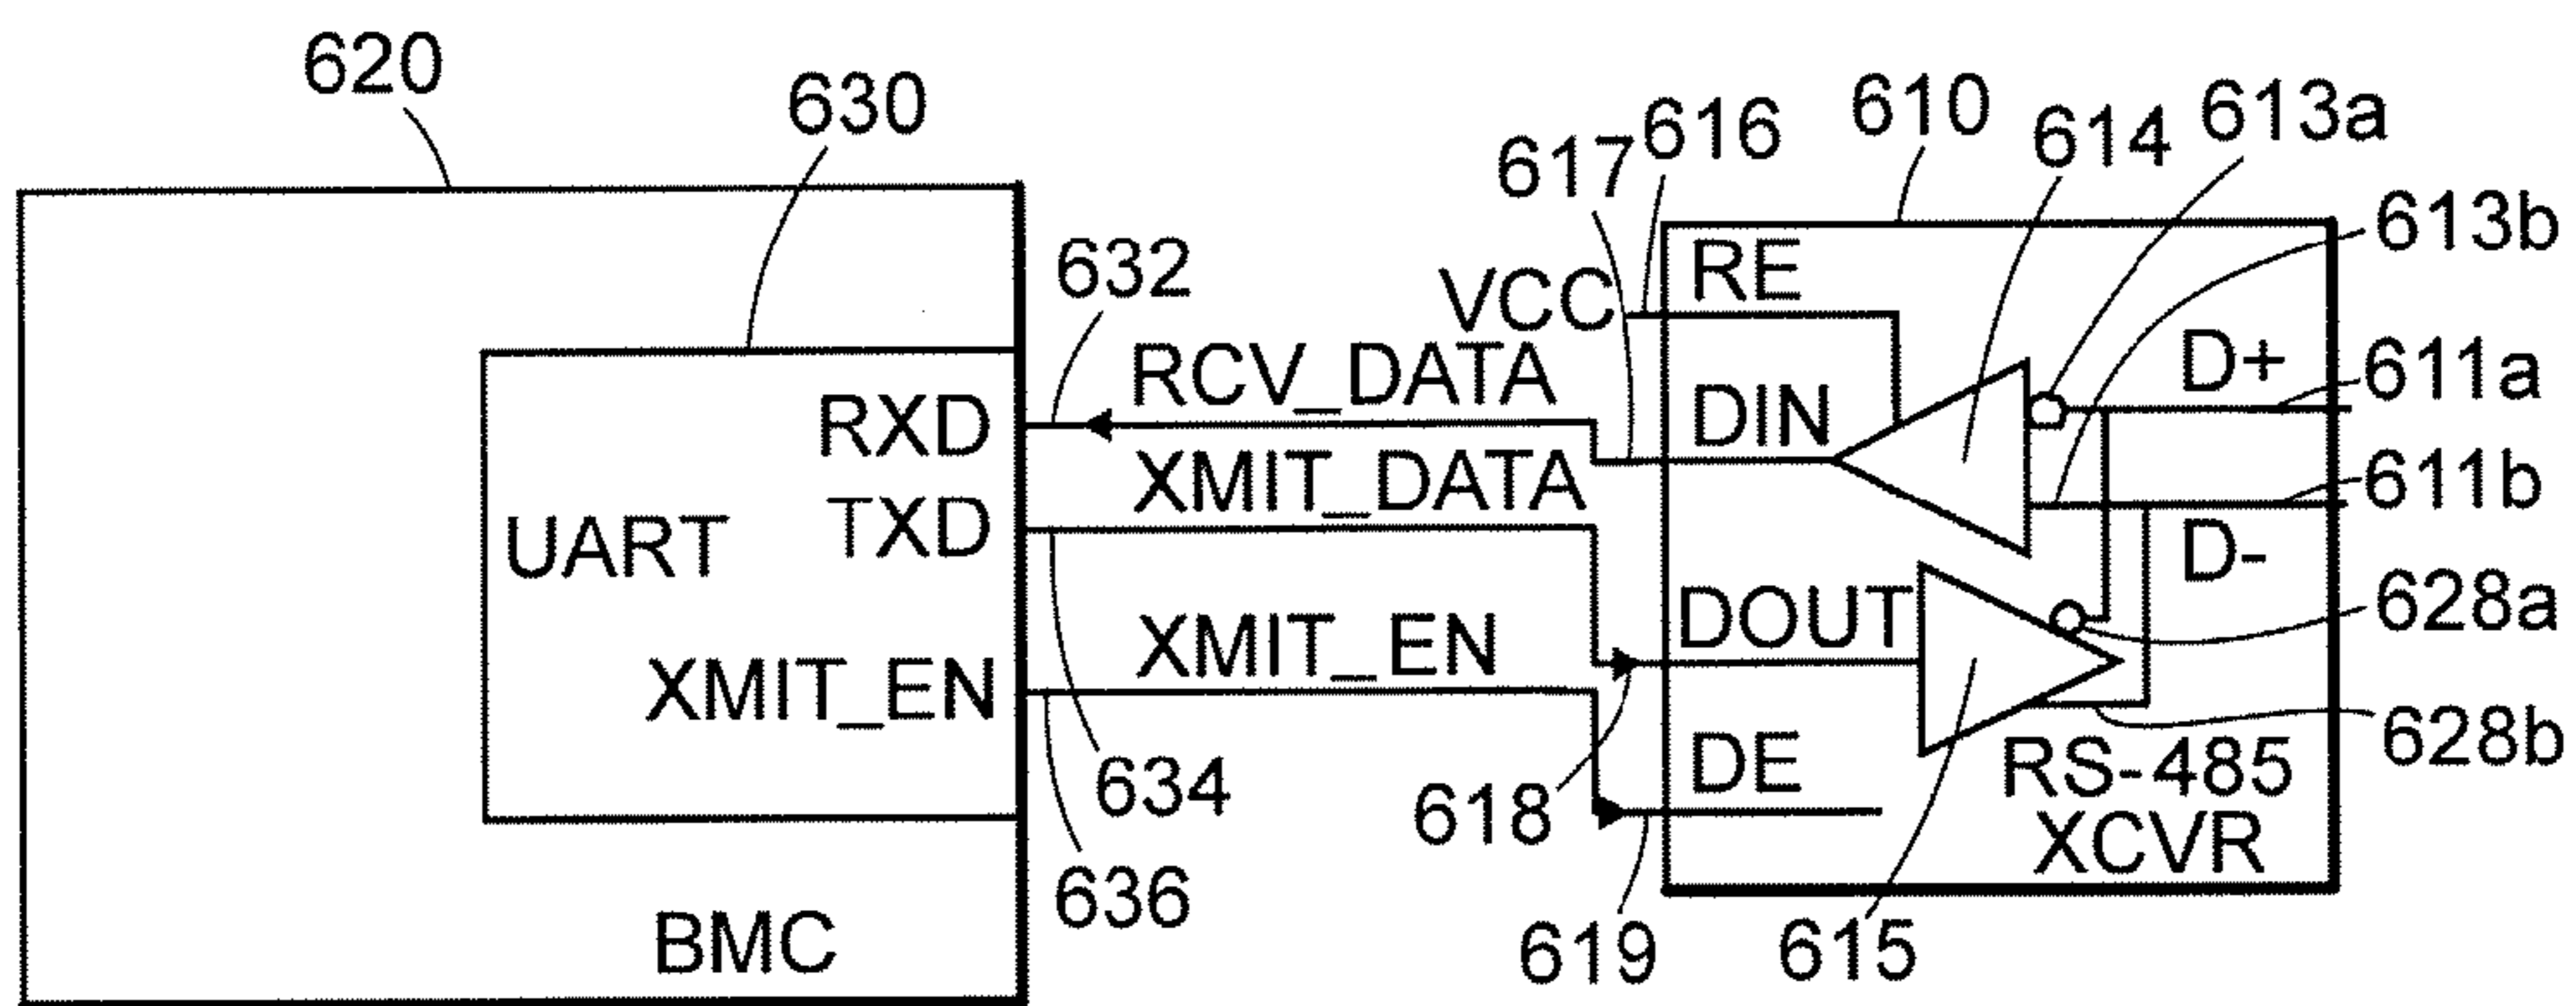 620
630
632
RXD
TXD
UART
XMIT_EN
634
636
BMC
RCV_DATA
XMIT_DATA
XMIT_EN
617
616
VCC
610
614
613a
613b
RE
DIN
D+
611a
611b
D-
DOUT
628a
628b
DE
RS-485
XCVR
618
619
615